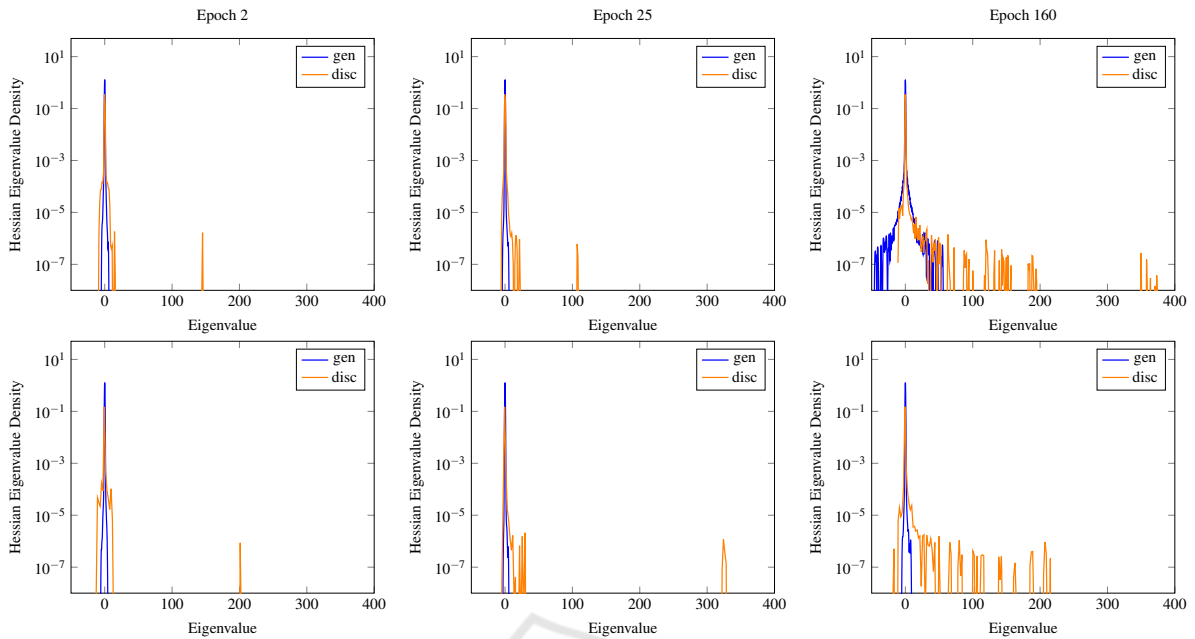 Epoch 2
Epoch 25
Epoch 160
Hessian Eigenvalue Density
10^1
10^−1
10^−3
10^−5
10^−7
gen
disc
0 100 200 300 400
Eigenvalue
Hessian Eigenvalue Density
10^1
10^−1
10^−3
10^−5
10^−7
gen
disc
0 100 200 300 400
Eigenvalue
Hessian Eigenvalue Density
10^1
10^−1
10^−3
10^−5
10^−7
gen
disc
0 100 200 300 400
Eigenvalue
Hessian Eigenvalue Density
10^1
10^−1
10^−3
10^−5
10^−7
gen
disc
0 100 200 300 400
Eigenvalue
Hessian Eigenvalue Density
10^1
10^−1
10^−3
10^−5
10^−7
gen
disc
0 100 200 300 400
Eigenvalue
Hessian Eigenvalue Density
10^1
10^−1
10^−3
10^−5
10^−7
gen
disc
0 100 200 300 400
Eigenvalue